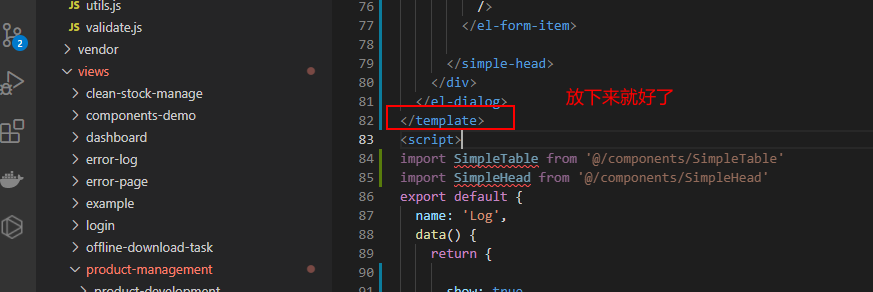 utils.js
validate.js
vendor
views
clean-stock-manage
components-demo
dashboard
error-log
error-page
example
login
offline-download-task
product-management
product-development
2
76 />
77 </el-form-item>
78
79 </simple-head>
80 </div>
81 </el-dialog>
82 </template>
83 <script>
84 import SimpleTable from '@/components/SimpleTable'
85 import SimpleHead from '@/components/SimpleHead'
86 export default {
87 name: 'Log',
88 data() {
89 return {
90
91 show: true
放下来就好了